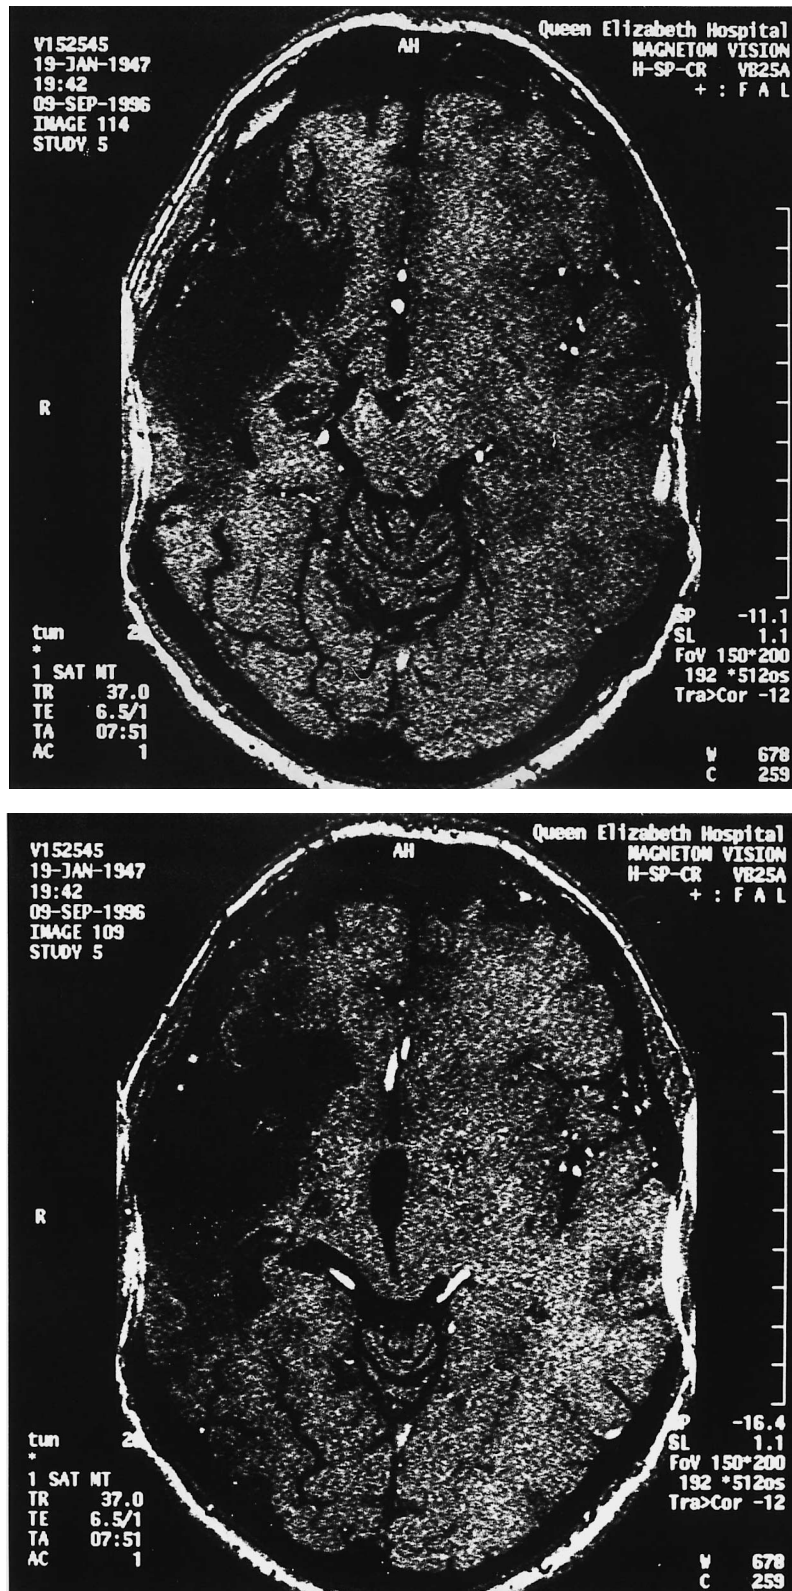 V152545
19-JAN-1947
19:42
09-SEP-1996
IMAGE 114
STUDY 5
AH
Queen Elizabeth Hospital
MAGNETOM VISION
H-SP-CR VB25A
+ : F A L
R
tun
*
1 SAT MT
TR 37.0
TE 6.5/1
TA 07:51
AC 1
SP -11.1
SL 1.1
FoV 150*200
192 *512os
Tra>Cor -12
W 678
C 259
V152545
19-JAN-1947
19:42
09-SEP-1996
IMAGE 109
STUDY 5
AH
Queen Elizabeth Hospital
MAGNETOM VISION
H-SP-CR VB25A
+ : F A L
R
tun
*
1 SAT MT
TR 37.0
TE 6.5/1
TA 07:51
AC 1
-16.4
SL 1.1
FoV 150*200
192 *512os
Tra>Cor -12
W 678
C 259